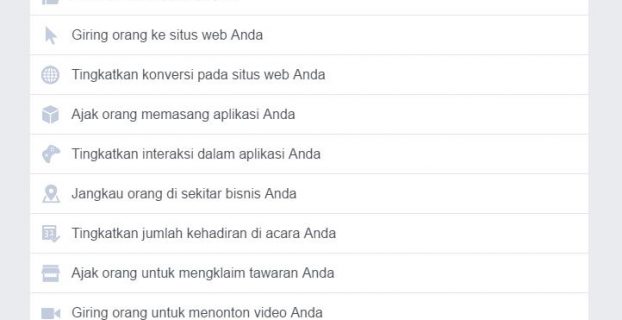 Giring orang ke situs web Anda
Tingkatkan konversi pada situs web Anda
Ajak orang memasang aplikasi Anda
Tingkatkan interaksi dalam aplikasi Anda
Jangkau orang di sekitar bisnis Anda
Tingkatkan jumlah kehadiran di acara Anda
Ajak orang untuk mengklaim tawaran Anda
Giring orang untuk menonton video Anda